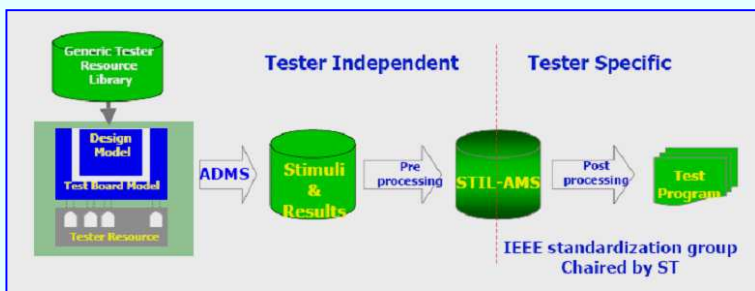 Generic Tester
Resource
Library
Tester Independent
Tester Specific
Design
Model
Test Board Model
Tester Resource
ADMS
Stimuli
&
Results
Pre
processing
STIL-AMS
Post
processing
Test
Program
IEEE standardization group
Chaired by ST